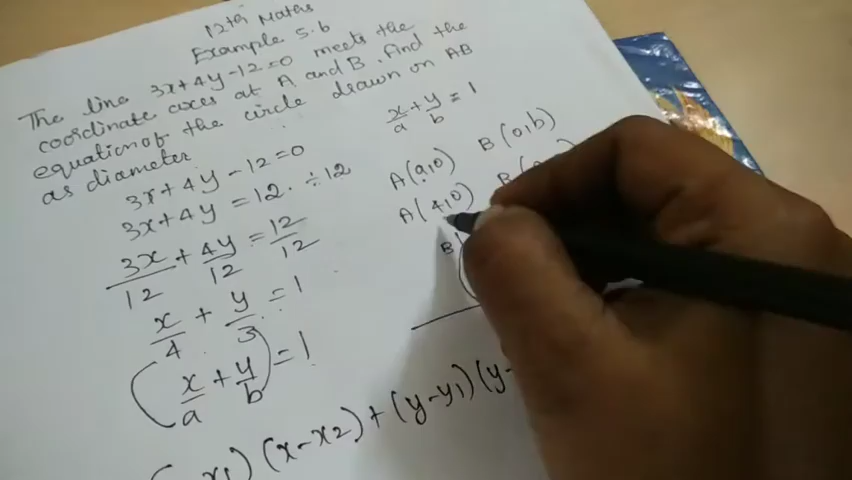 12th Maths
Example 5.6
The line 3x+4y-12=0 meets the
coordinate axes at A and B. Find the
equation of the circle drawn on AB
as diameter
3x+4y-12=0
3x+4y=12. ÷12
3x/12 + 4y/12 = 12/12
x/4 + y/3 = 1
(x/a + y/b) = 1
x/a + y/b = 1
A(a,0) B(0,b)
A(4,0) B(
B
x1)(x-x2)+(y-y1)(y-